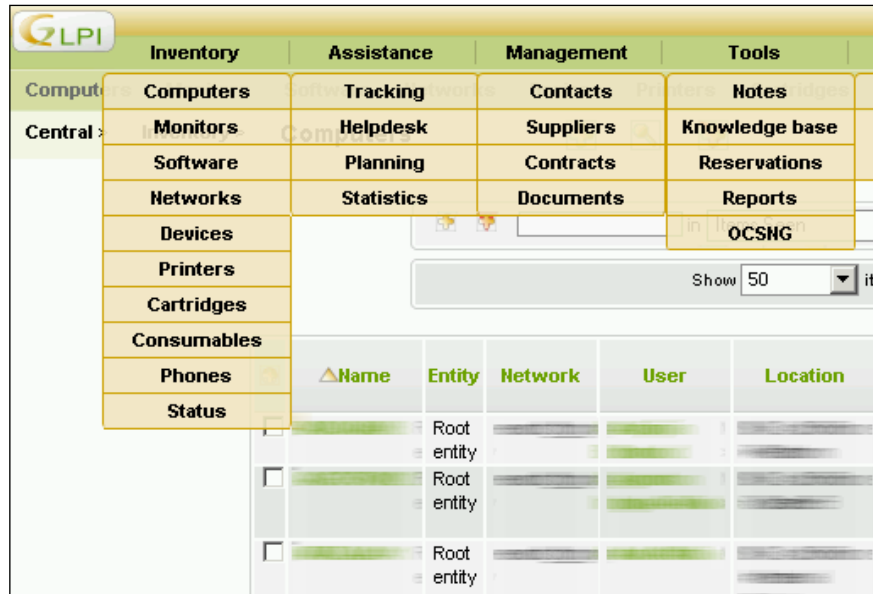 GLPI
Inventory Assistance Management Tools
Computers Tracking Contacts Notes
Monitors Helpdesk Suppliers Knowledge base
Software Planning Contracts Reservations
Networks Statistics Documents Reports
Devices OCSNG
Printers
Cartridges
Consumables
Phones
Status
Central >
in
Show 50 it
Name Entity Network User Location
Root
entity
Root
entity
Root
entity